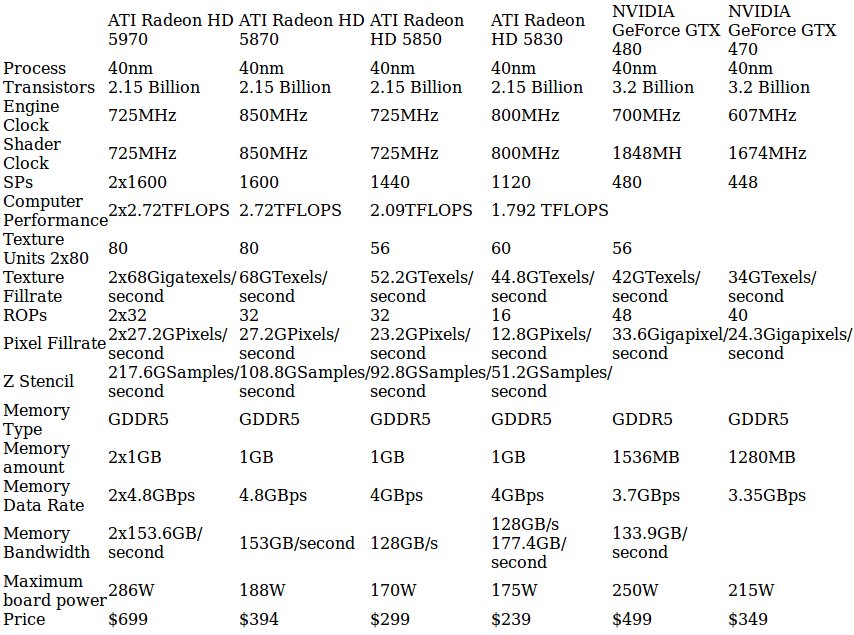 ATI Radeon HD 5970 ATI Radeon HD 5870 ATI Radeon HD 5850 ATI Radeon HD 5830 NVIDIA GeForce GTX 480 NVIDIA GeForce GTX 470
Process 40nm 40nm 40nm 40nm 40nm 40nm
Transistors 2.15 Billion 2.15 Billion 2.15 Billion 2.15 Billion 3.2 Billion 3.2 Billion
Engine Clock 725MHz 850MHz 725MHz 800MHz 700MHz 607MHz
Shader Clock 725MHz 850MHz 725MHz 800MHz 1848MH 1674MHz
SPs 2x1600 1600 1440 1120 480 448
Computer Performance 2x2.72TFLOPS 2.72TFLOPS 2.09TFLOPS 1.792 TFLOPS
Texture Units 2x80 80 80 56 60 56
Texture Fillrate 2x68Gigatexels/second 68GTexels/second 52.2GTexels/second 44.8GTexels/second 42GTexels/second 34GTexels/second
ROPs 2x32 32 32 16 48 40
Pixel Fillrate 2x27.2GPixels/second 27.2GPixels/second 23.2GPixels/second 12.8GPixels/second 33.6Gigapixel/second 24.3Gigapixels/second
Z Stencil 217.6GSamples/second 108.8GSamples/second 92.8GSamples/second 51.2GSamples/second
Memory Type GDDR5 GDDR5 GDDR5 GDDR5 GDDR5 GDDR5
Memory amount 2x1GB 1GB 1GB 1GB 1536MB 1280MB
Memory Data Rate 2x4.8GBps 4.8GBps 4GBps 4GBps 3.7GBps 3.35GBps
Memory Bandwidth 2x153.6GB/second 153GB/second 128GB/s 128GB/s 177.4GB/second 133.9GB/second
Maximum board power 286W 188W 170W 175W 250W 215W
Price $699 $394 $299 $239 $499 $349